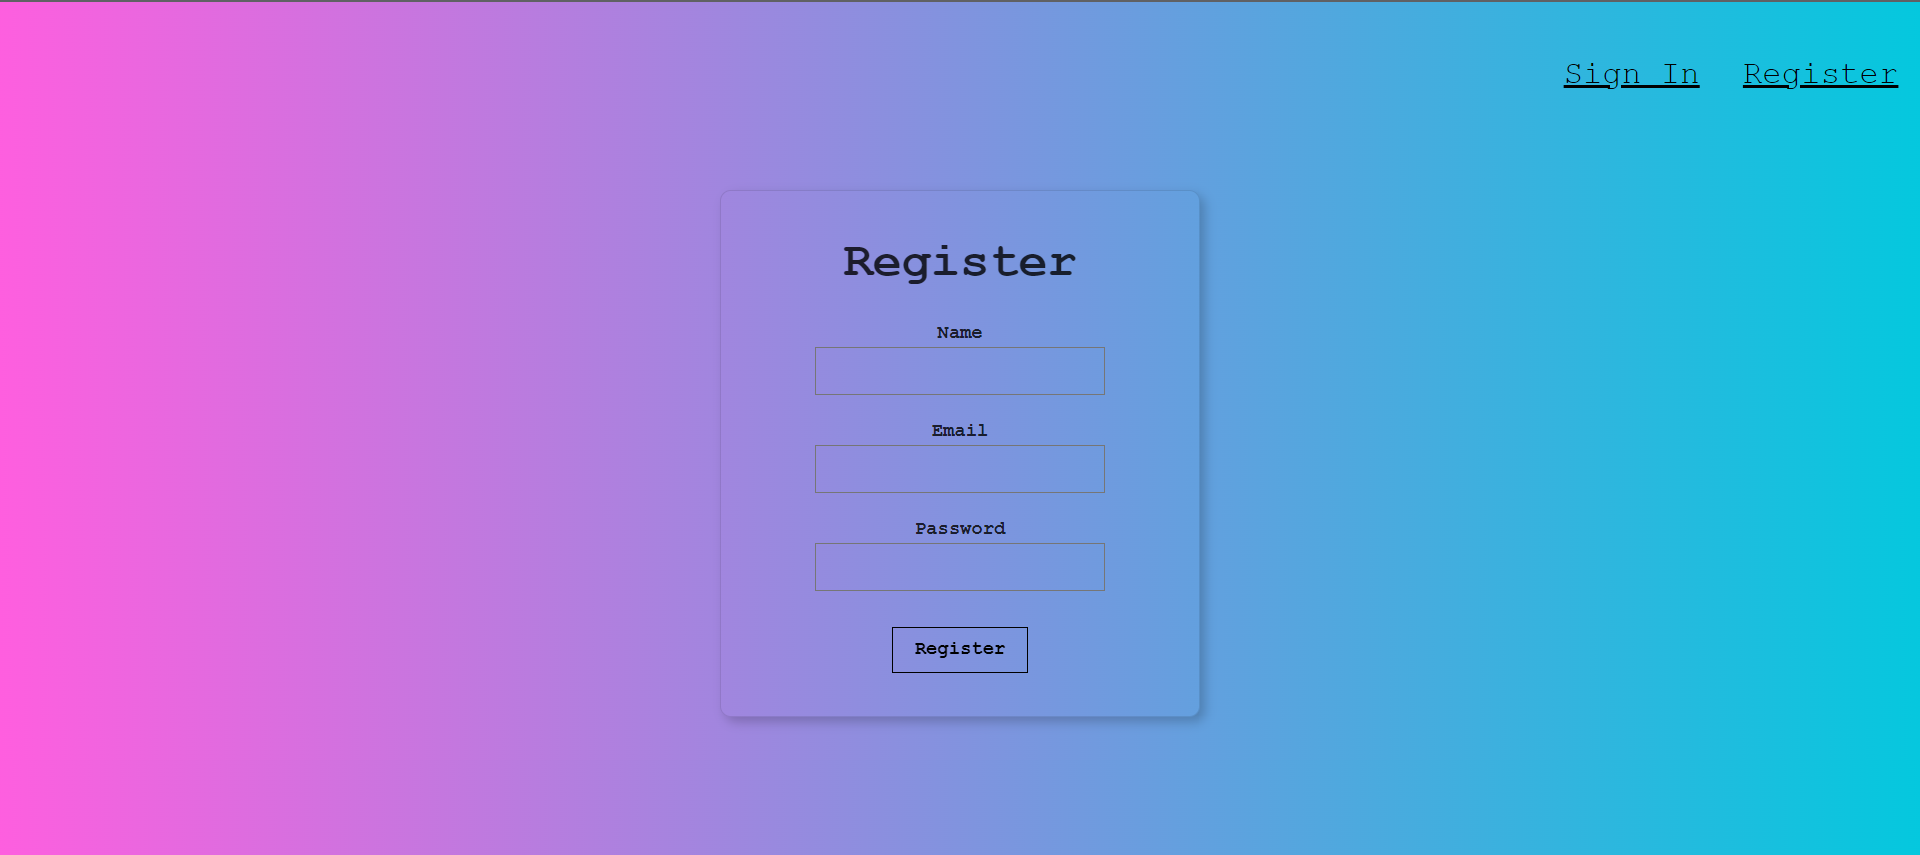 Sign In Register
Register
Name
Email
Password
Register